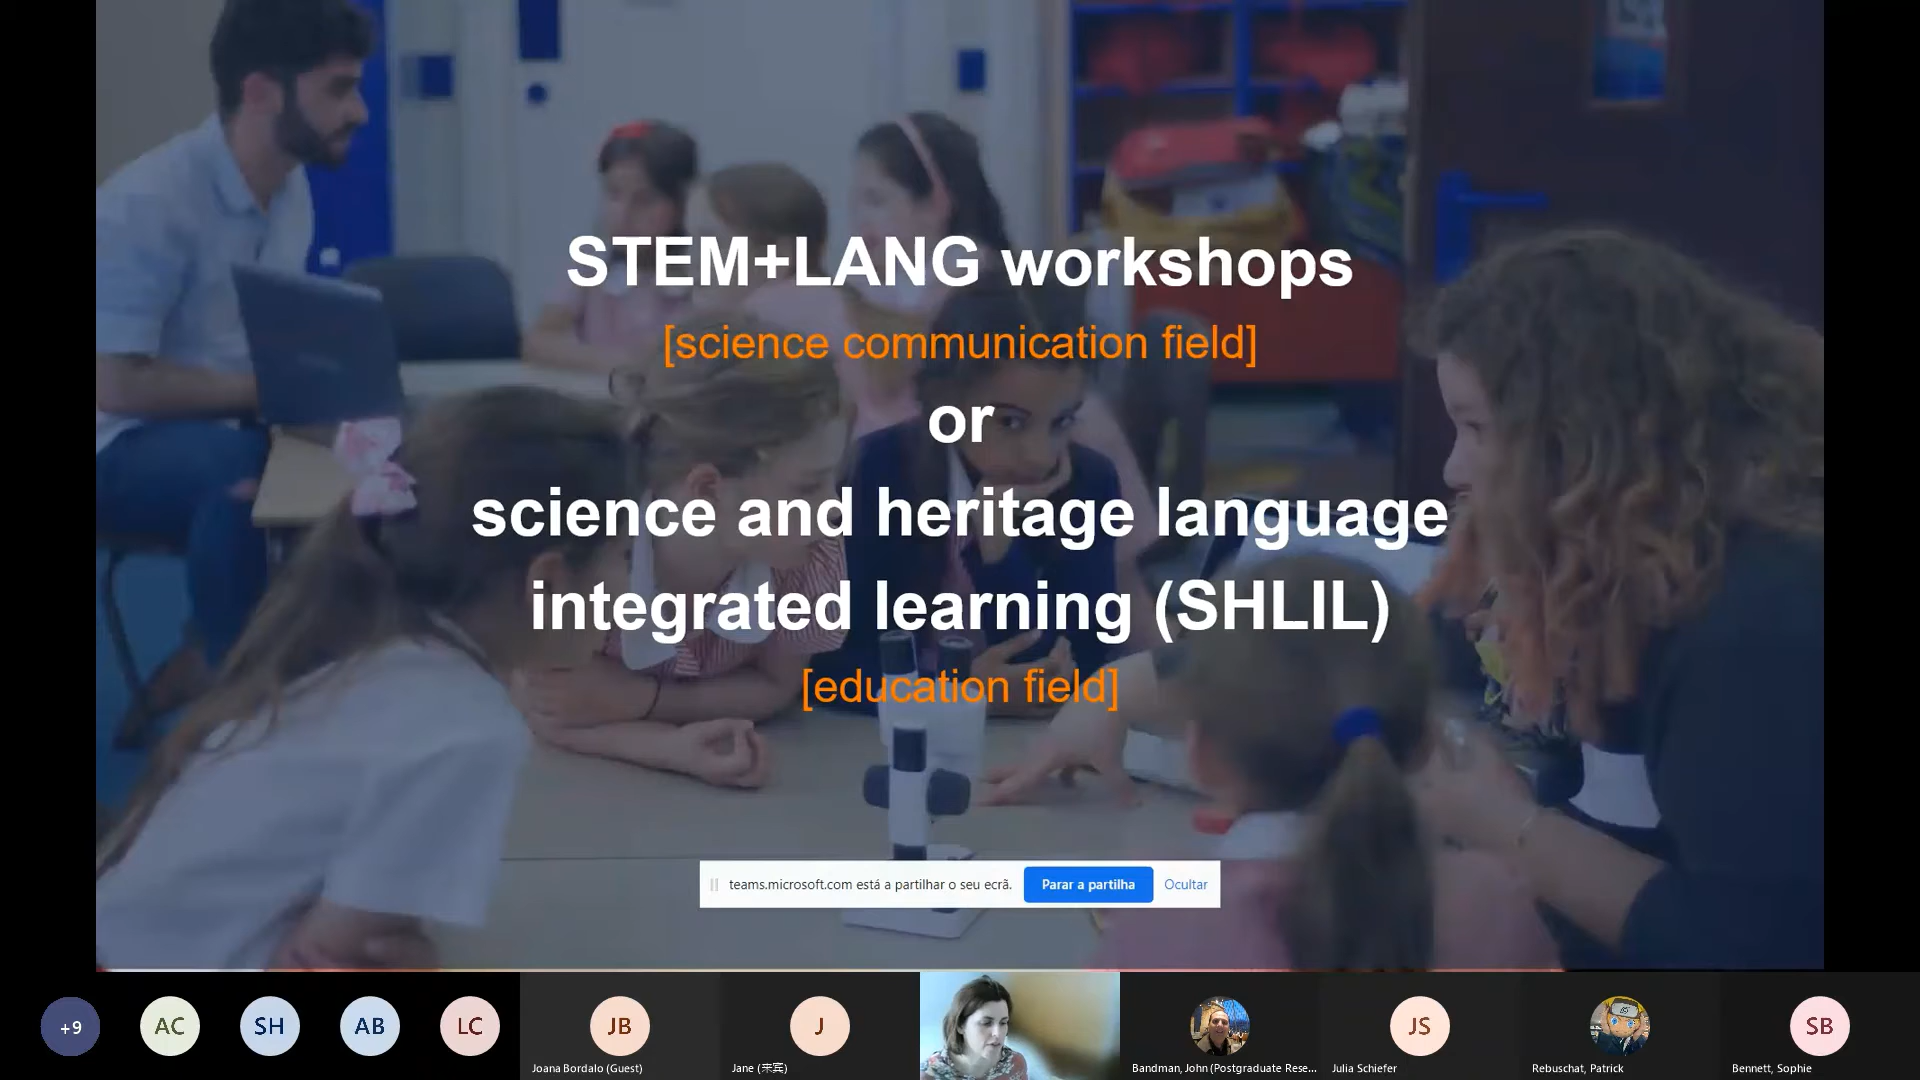 STEM+LANG workshops
[science communication field]
or
science and heritage language
integrated learning (SHLIL)
[education field]
teams.microsoft.com está a partilhar o seu ecrã.
Parar a partilha
Ocultar
+9
AC
SH
AB
LC
JB
J
JS
SB
Joana Bordalo (Guest)
Jane (来宾)
Bandman, John (Postgraduate Rese...
Julia Schiefer
Rebuschat, Patrick
Bennett, Sophie